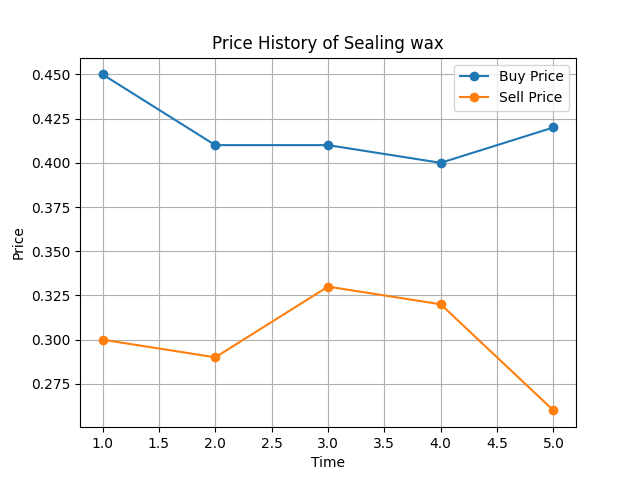 Price History of Sealing wax
Buy Price
Sell Price
0.450
0.425
0.400
0.375
0.350
0.325
0.300
0.275
Price
1.0 1.5 2.0 2.5 3.0 3.5 4.0 4.5 5.0
Time